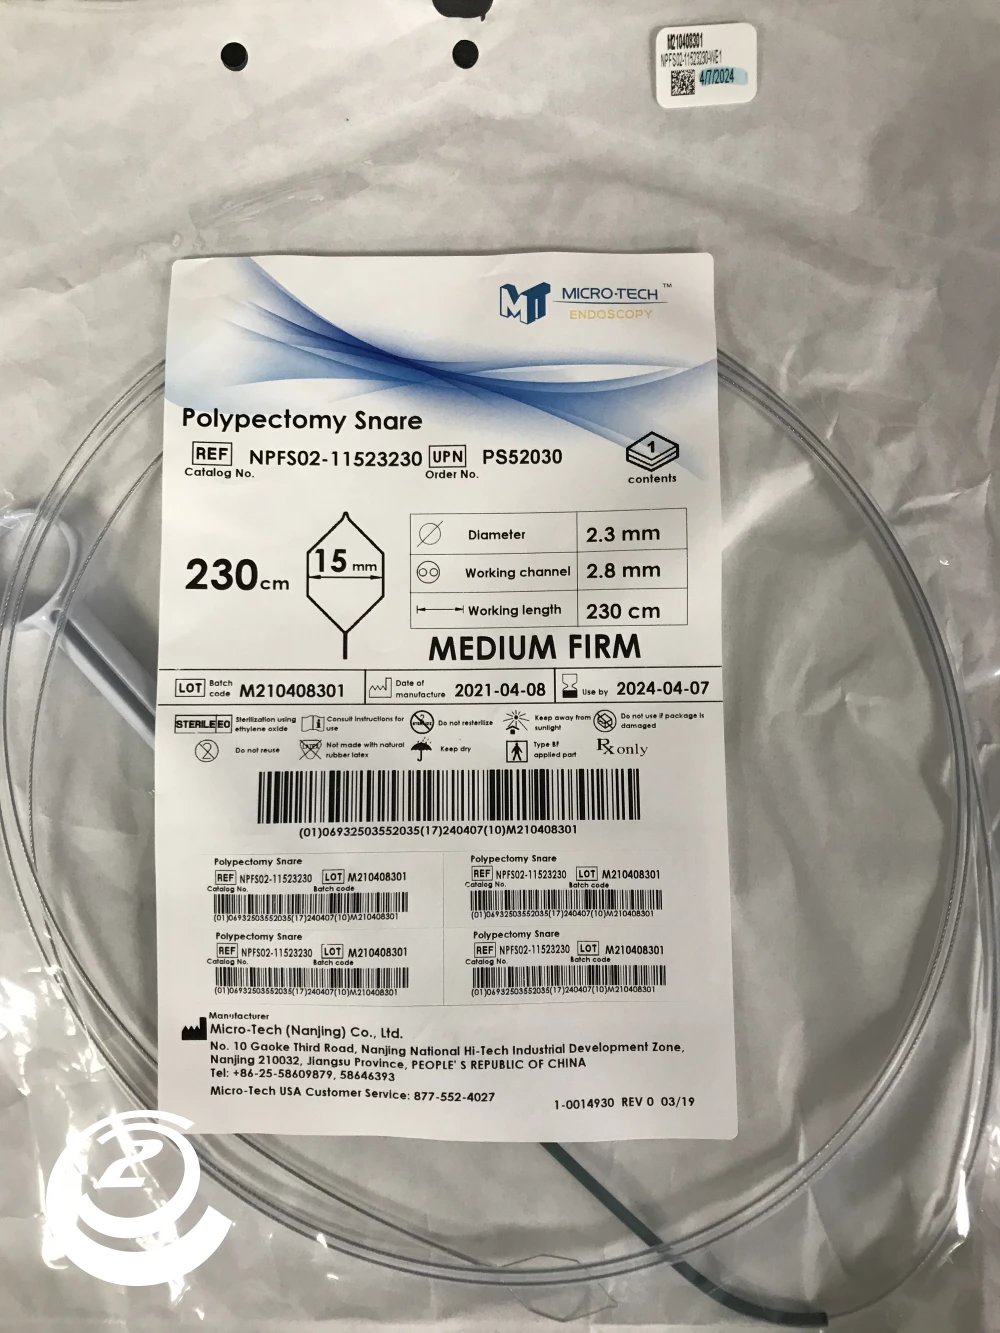 M210408301
NPFS02-11523230-WE1
4/7/2024
MICRO-TECH™
ENDOSCOPY
Polypectomy Snare
REF NPFS02-11523230 UPN PS52030
Catalog No. Order No.
1
contents
230cm
15 mm
Diameter 2.3 mm
Working channel 2.8 mm
Working length 230 cm
MEDIUM FIRM
LOT Batch code M210408301 Date of manufacture 2021-04-08 Use by 2024-04-07
STERILE EO Sterilization using ethylene oxide Consult instructions for use Do not resterilize Keep away from sunlight Do not use if package is damaged
2 Do not reuse LATEX Not made with natural rubber latex Keep dry Type BF applied part Rx only
(01)06932503552035(17)240407(10)M210408301
Polypectomy Snare
REF NPFS02-11523230 LOT M210408301
Catalog No. Batch code
(01)06932503552035(17)240407(10)M210408301
Polypectomy Snare
REF NPFS02-11523230 LOT M210408301
Catalog No. Batch code
(01)06932503552035(17)240407(10)M210408301
Polypectomy Snare
REF NPFS02-11523230 LOT M210408301
Catalog No. Batch code
(01)06932503552035(17)240407(10)M210408301
Polypectomy Snare
REF NPFS02-11523230 LOT M210408301
Catalog No. Batch code
(01)06932503552035(17)240407(10)M210408301
Manufacturer
Micro-Tech (Nanjing) Co., Ltd.
No. 10 Gaoke Third Road, Nanjing National Hi-Tech Industrial Development Zone,
Nanjing 210032, Jiangsu Province, PEOPLE' S REPUBLIC OF CHINA
Tel: +86-25-58609879, 58646393
Micro-Tech USA Customer Service: 877-552-4027
1-0014930 REV 0 03/19
2